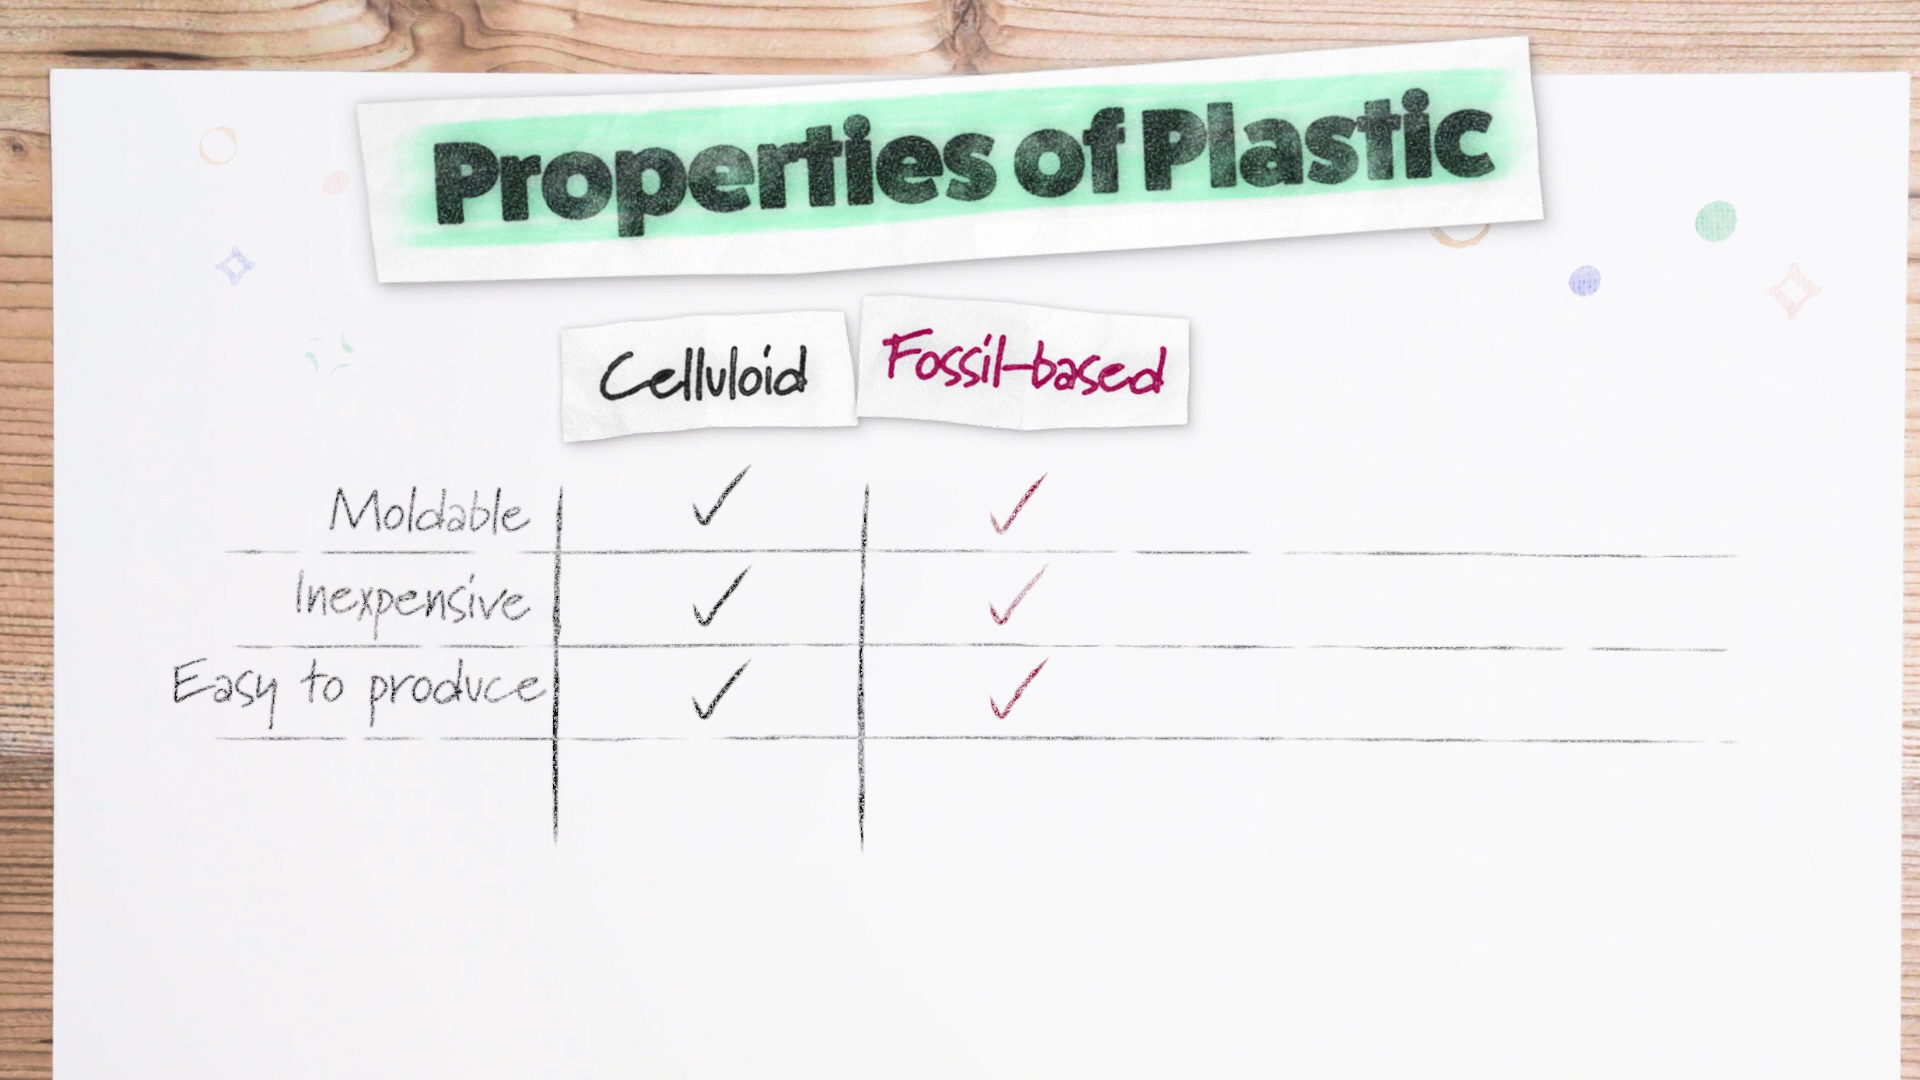 Properties of Plastic
Celluloid Fossil-based
Moldable ✓ ✓
Inexpensive ✓ ✓
Easy to produce ✓ ✓